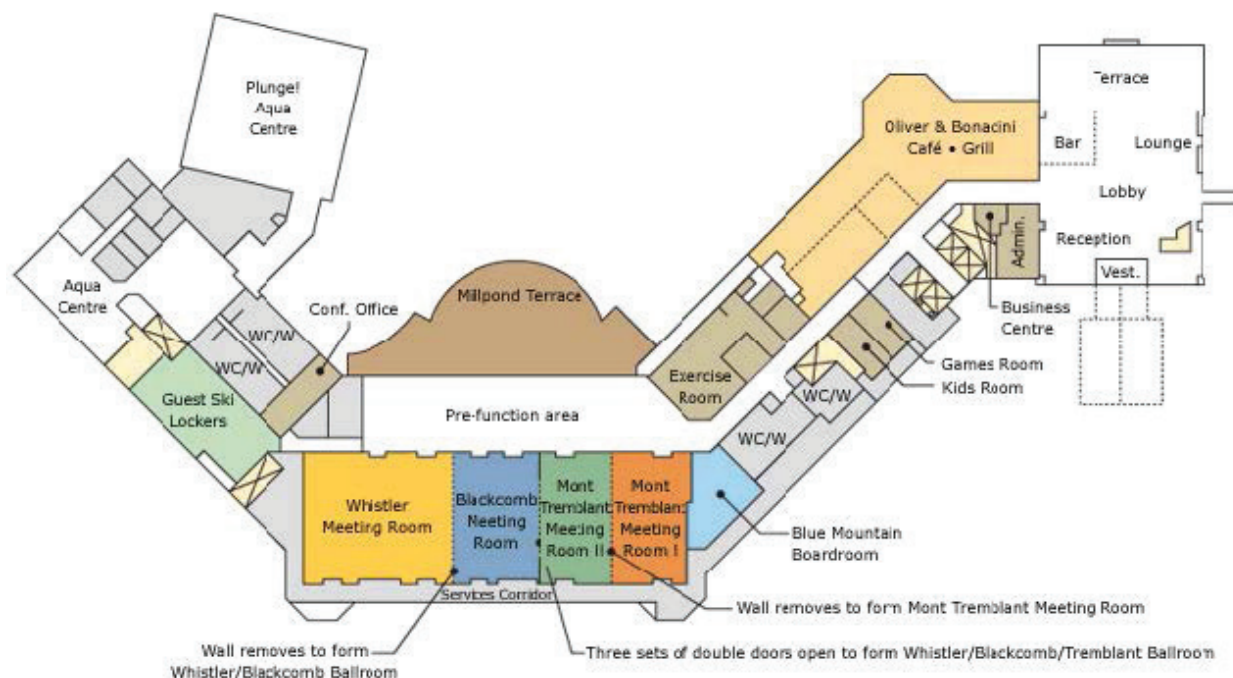 Plunge!
Aqua
Centre
Terrace
Oliver & Bonacini
Café • Grill
Bar
Lounge
Lobby
Reception
Admin.
Vest.
Aqua
Centre
Conf. Office
Millpond Terrace
Business
Centre
WC/W
WC/W
Games Room
Kids Room
Exercise
Room
Guest Ski
Lockers
WC/W
WC/W
Pre-function area
Whistler
Meeting Room
Blackcomb
Meeting
Room
Mont
Tremblant
Meeting
Room II
Mont
Tremblant
Meeting
Room I
Blue Mountain
Boardroom
Services Corridor
Wall removes to form Mont Tremblant Meeting Room
Wall removes to form
Whistler/Blackcomb Ballroom
Three sets of double doors open to form Whistler/Blackcomb/Tremblant Ballroom